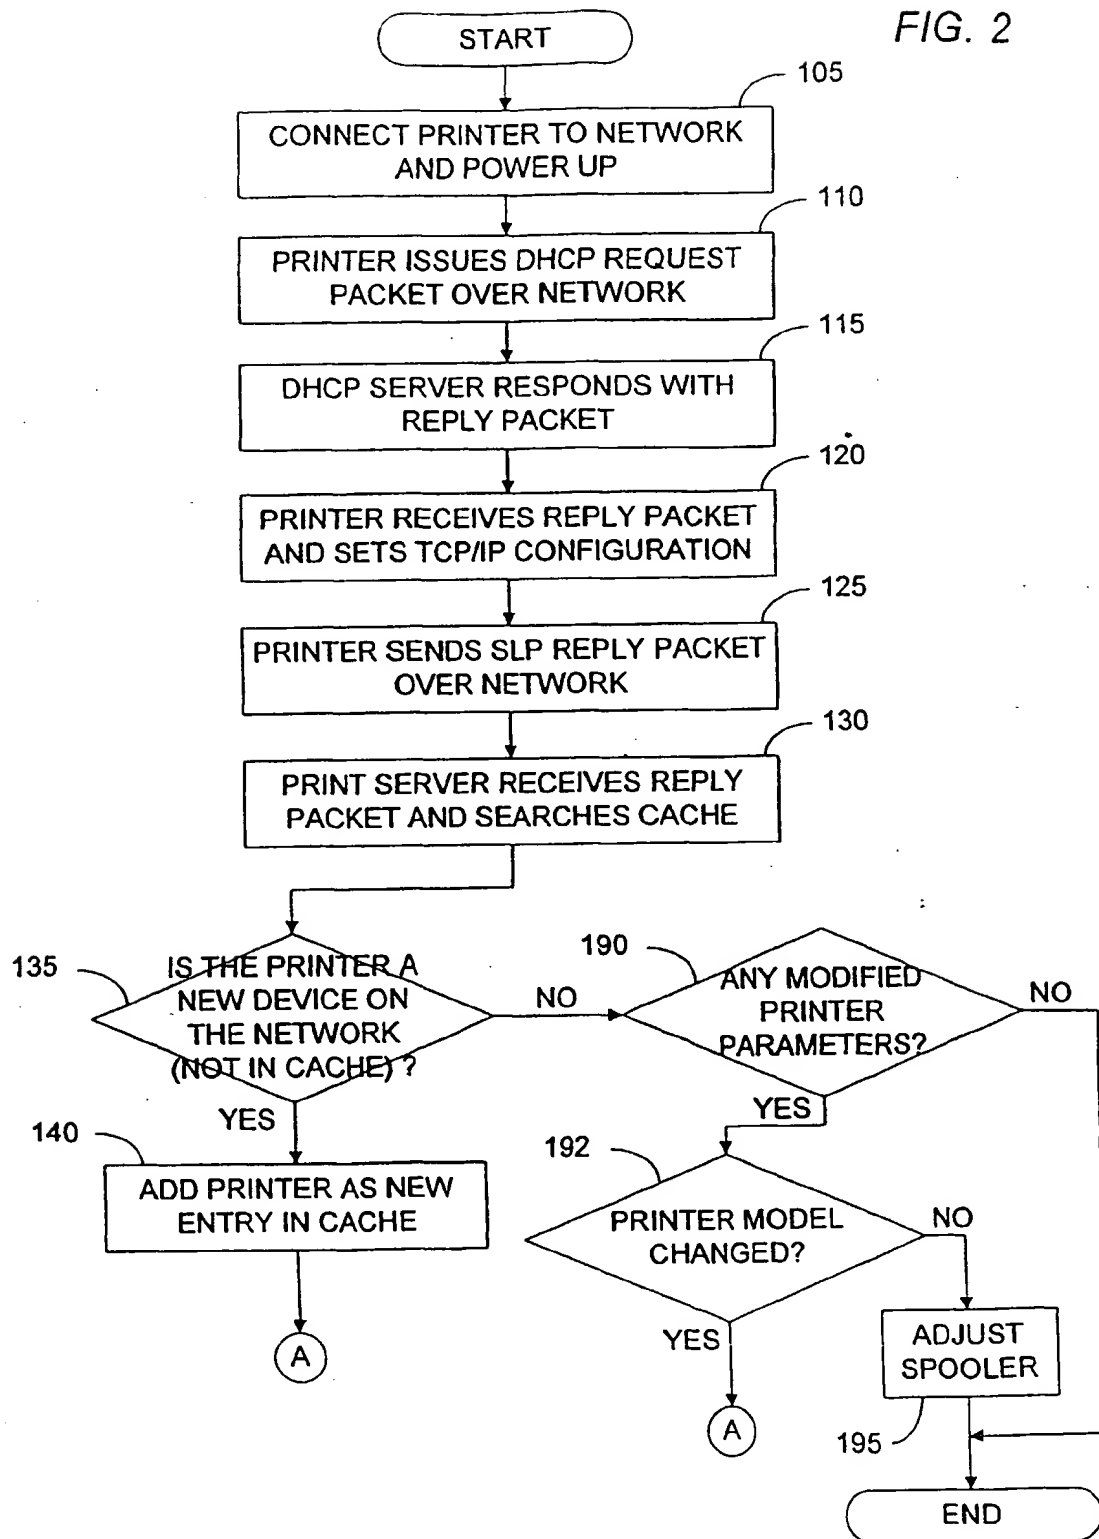 FIG. 2
START
105
CONNECT PRINTER TO NETWORK
AND POWER UP
110
PRINTER ISSUES DHCP REQUEST
PACKET OVER NETWORK
115
DHCP SERVER RESPONDS WITH
REPLY PACKET
120
PRINTER RECEIVES REPLY PACKET
AND SETS TCP/IP CONFIGURATION
125
PRINTER SENDS SLP REPLY PACKET
OVER NETWORK
130
PRINT SERVER RECEIVES REPLY
PACKET AND SEARCHES CACHE
135
IS THE PRINTER A
NEW DEVICE ON
THE NETWORK
(NOT IN CACHE) ?
NO
YES
190
ANY MODIFIED
PRINTER
PARAMETERS?
NO
YES
140
ADD PRINTER AS NEW
ENTRY IN CACHE
A
192
PRINTER MODEL
CHANGED?
NO
YES
A
ADJUST
SPOOLER
195
END